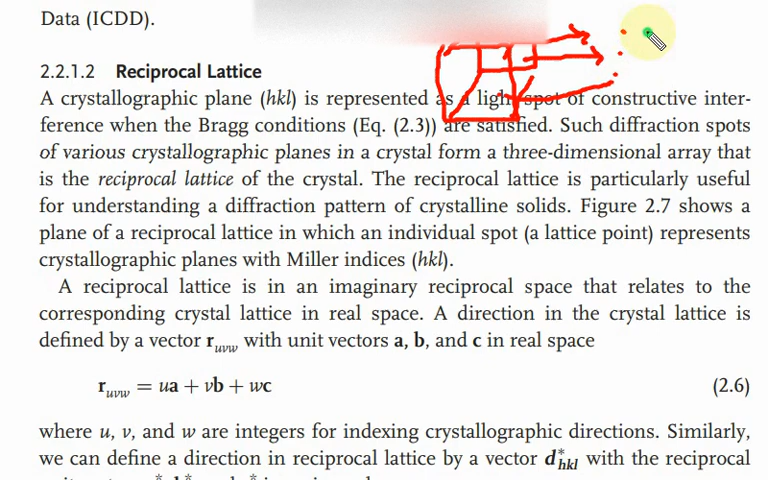 Data (ICDD).
2.2.1.2 Reciprocal Lattice
A crystallographic plane (hkl) is represented as a light spot of constructive inter-
ference when the Bragg conditions (Eq. (2.3)) are satisfied. Such diffraction spots
of various crystallographic planes in a crystal form a three-dimensional array that
is the reciprocal lattice of the crystal. The reciprocal lattice is particularly useful
for understanding a diffraction pattern of crystalline solids. Figure 2.7 shows a
plane of a reciprocal lattice in which an individual spot (a lattice point) represents
crystallographic planes with Miller indices (hkl).
A reciprocal lattice is in an imaginary reciprocal space that relates to the
corresponding crystal lattice in real space. A direction in the crystal lattice is
defined by a vector r_uvw with unit vectors a, b, and c in real space
r_uvw = ua + vb + wc (2.6)
where u, v, and w are integers for indexing crystallographic directions. Similarly,
we can define a direction in reciprocal lattice by a vector d*_hkl with the reciprocal